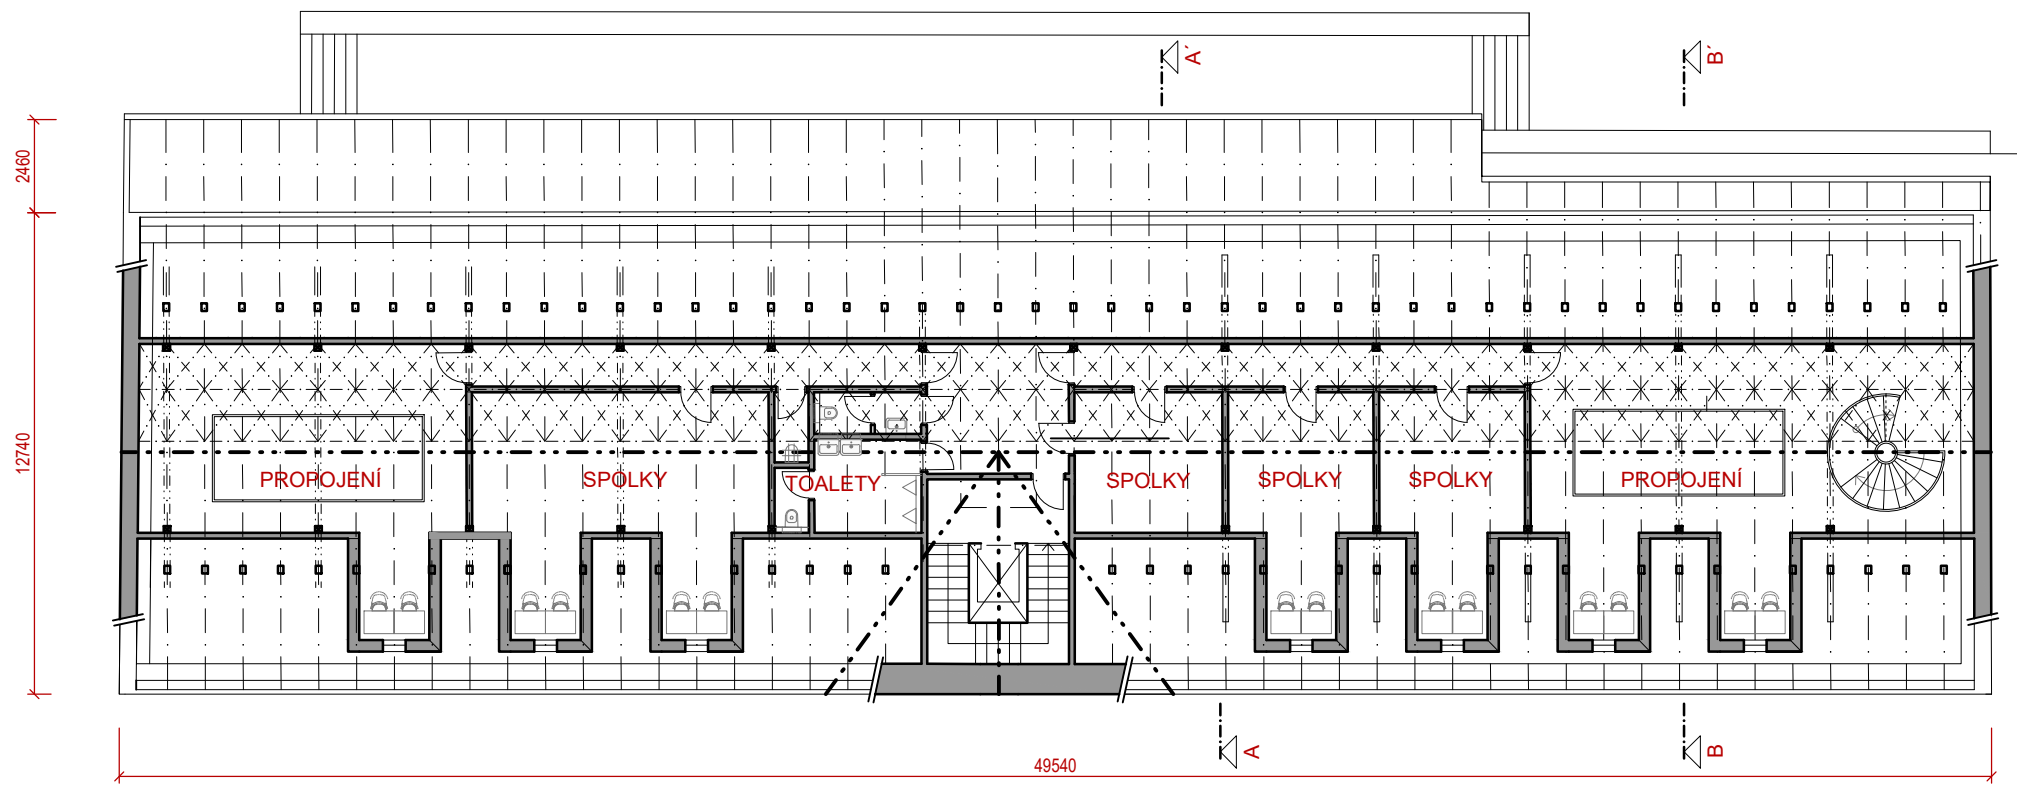 A´
B´
2460
12740
PROPOJENÍ
SPOLKY
TOALETY
SPOLKY
SPOLKY
SPOLKY
PROPOJENÍ
A
B
49540